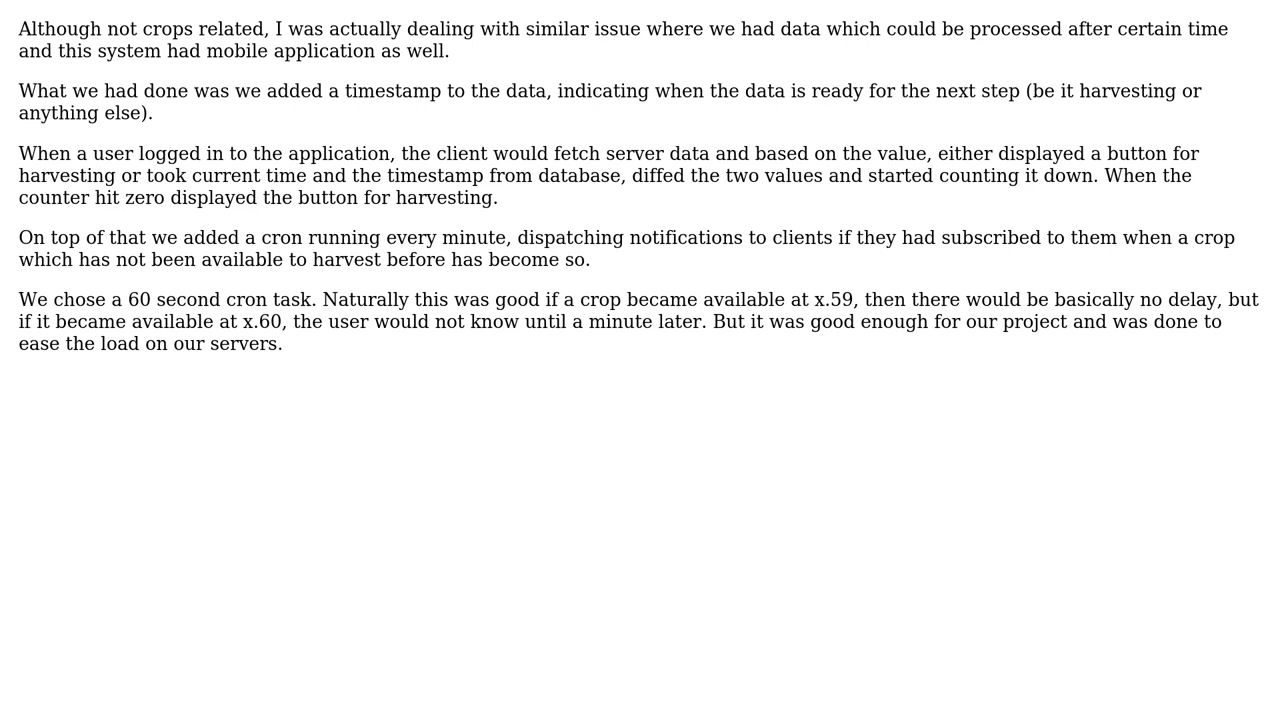 Although not crops related, I was actually dealing with similar issue where we had data which could be processed after certain time
and this system had mobile application as well.
What we had done was we added a timestamp to the data, indicating when the data is ready for the next step (be it harvesting or
anything else).
When a user logged in to the application, the client would fetch server data and based on the value, either displayed a button for
harvesting or took current time and the timestamp from database, diffed the two values and started counting it down. When the
counter hit zero displayed the button for harvesting.
On top of that we added a cron running every minute, dispatching notifications to clients if they had subscribed to them when a crop
which has not been available to harvest before has become so.
We chose a 60 second cron task. Naturally this was good if a crop became available at x.59, then there would be basically no delay, but
if it became available at x.60, the user would not know until a minute later. But it was good enough for our project and was done to
ease the load on our servers.